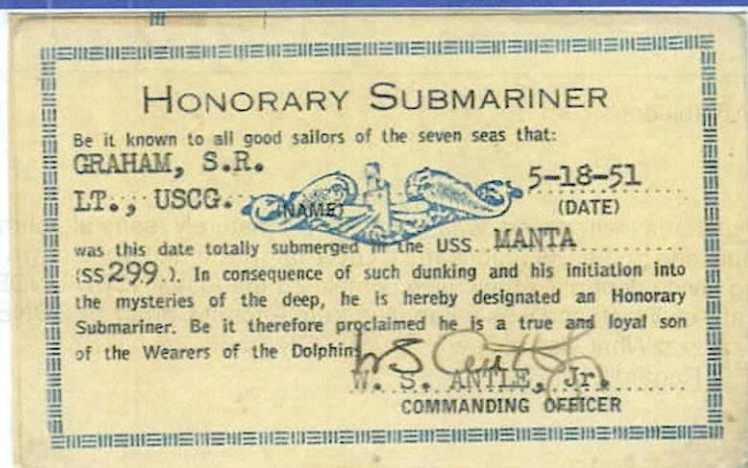 HONORARY SUBMARINER
Be it known to all good sailors of the seven seas that:
GRAHAM, S.R.
LT., USCG. 5-18-51
(NAME) (DATE)
was this date totally submerged in the USS MANTA
(SS 299.). In consequence of such dunking and his initiation into
the mysteries of the deep, he is hereby designated an Honorary
Submariner. Be it therefore proclaimed he is a true and loyal son
of the Wearers of the Dolphins
W. S. ANTLE, Jr.
COMMANDING OFFICER